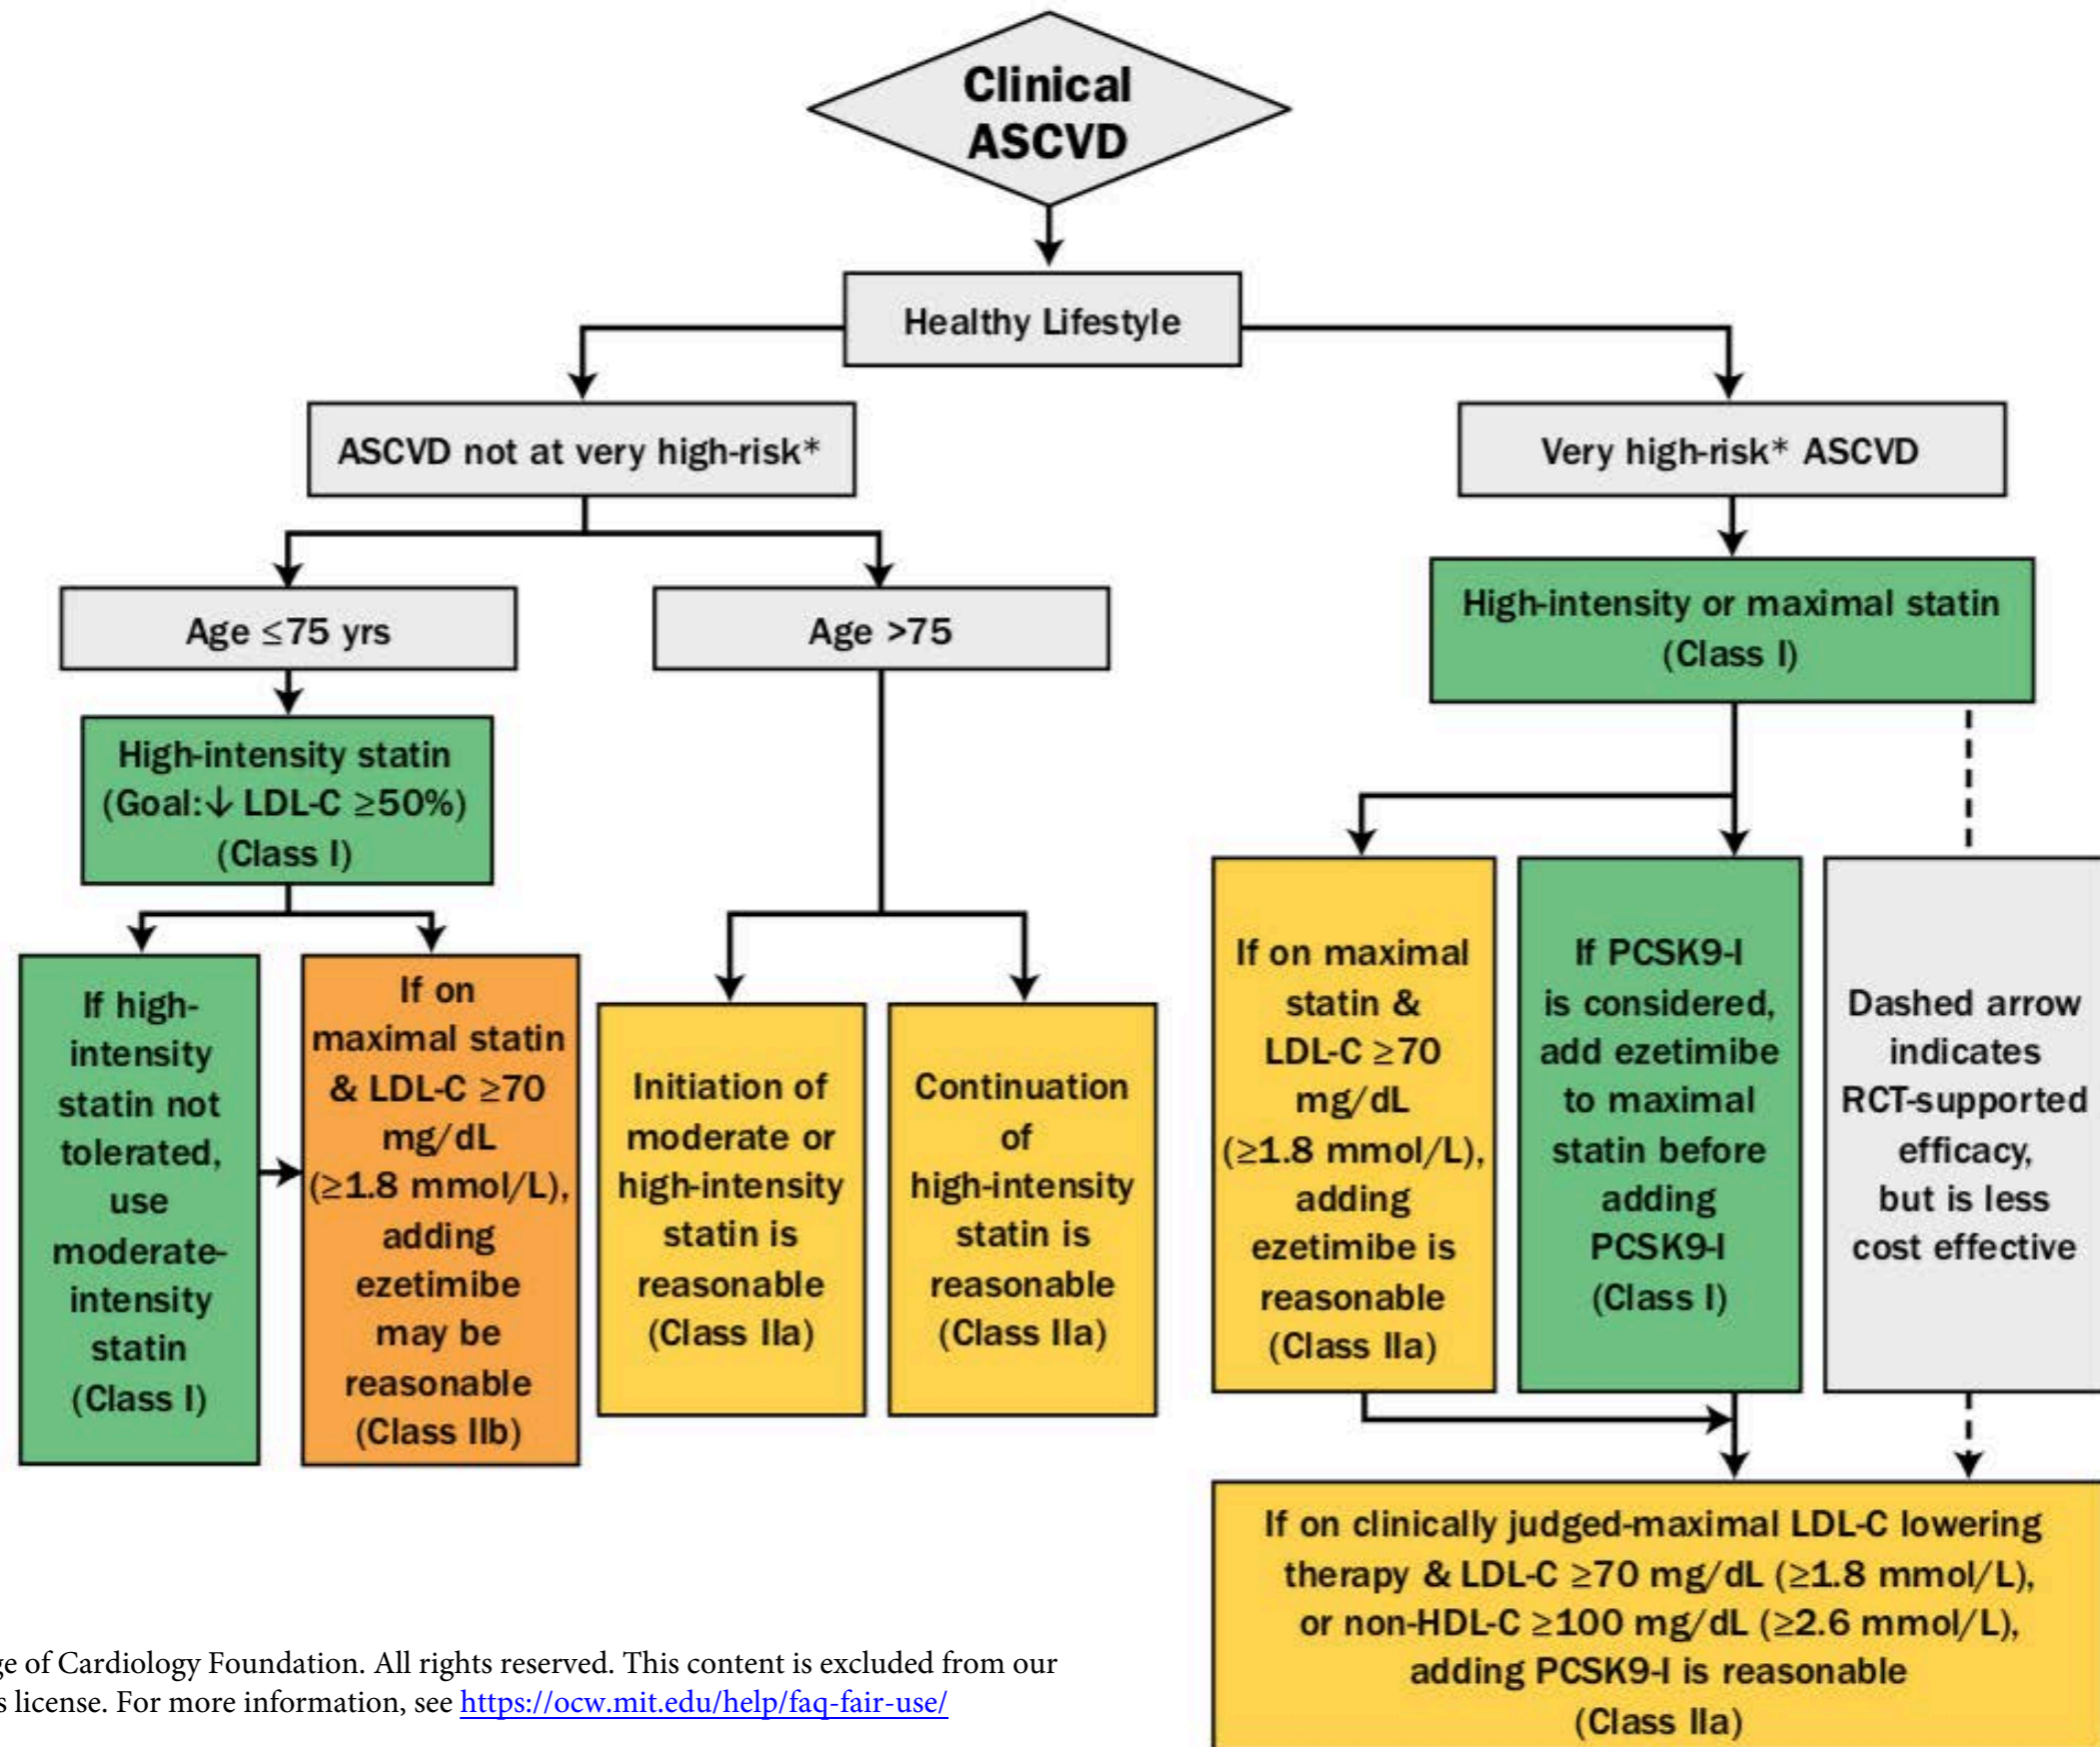 Clinical
ASCVD
Healthy Lifestyle
ASCVD not at very high-risk*
Very high-risk* ASCVD
Age ≤75 yrs
Age >75
High-intensity or maximal statin
(Class I)
High-intensity statin
(Goal:↓ LDL-C ≥50%)
(Class I)
If high-
intensity
statin not
tolerated,
use
moderate-
intensity
statin
(Class I)
If on
maximal statin
& LDL-C ≥70
mg/dL
(≥1.8 mmol/L),
adding
ezetimibe
may be
reasonable
(Class IIb)
Initiation of
moderate or
high-intensity
statin is
reasonable
(Class IIa)
Continuation
of
high-intensity
statin is
reasonable
(Class IIa)
If on maximal
statin &
LDL-C ≥70
mg/dL
(≥1.8 mmol/L),
adding
ezetimibe is
reasonable
(Class IIa)
If PCSK9-I
is considered,
add ezetimibe
to maximal
statin before
adding
PCSK9-I
(Class I)
Dashed arrow
indicates
RCT-supported
efficacy,
but is less
cost effective
If on clinically judged-maximal LDL-C lowering
therapy & LDL-C ≥70 mg/dL (≥1.8 mmol/L),
or non-HDL-C ≥100 mg/dL (≥2.6 mmol/L),
adding PCSK9-I is reasonable
(Class IIa)
of Cardiology Foundation. All rights reserved. This content is excluded from our
license. For more information, see https://ocw.mit.edu/help/faq-fair-use/